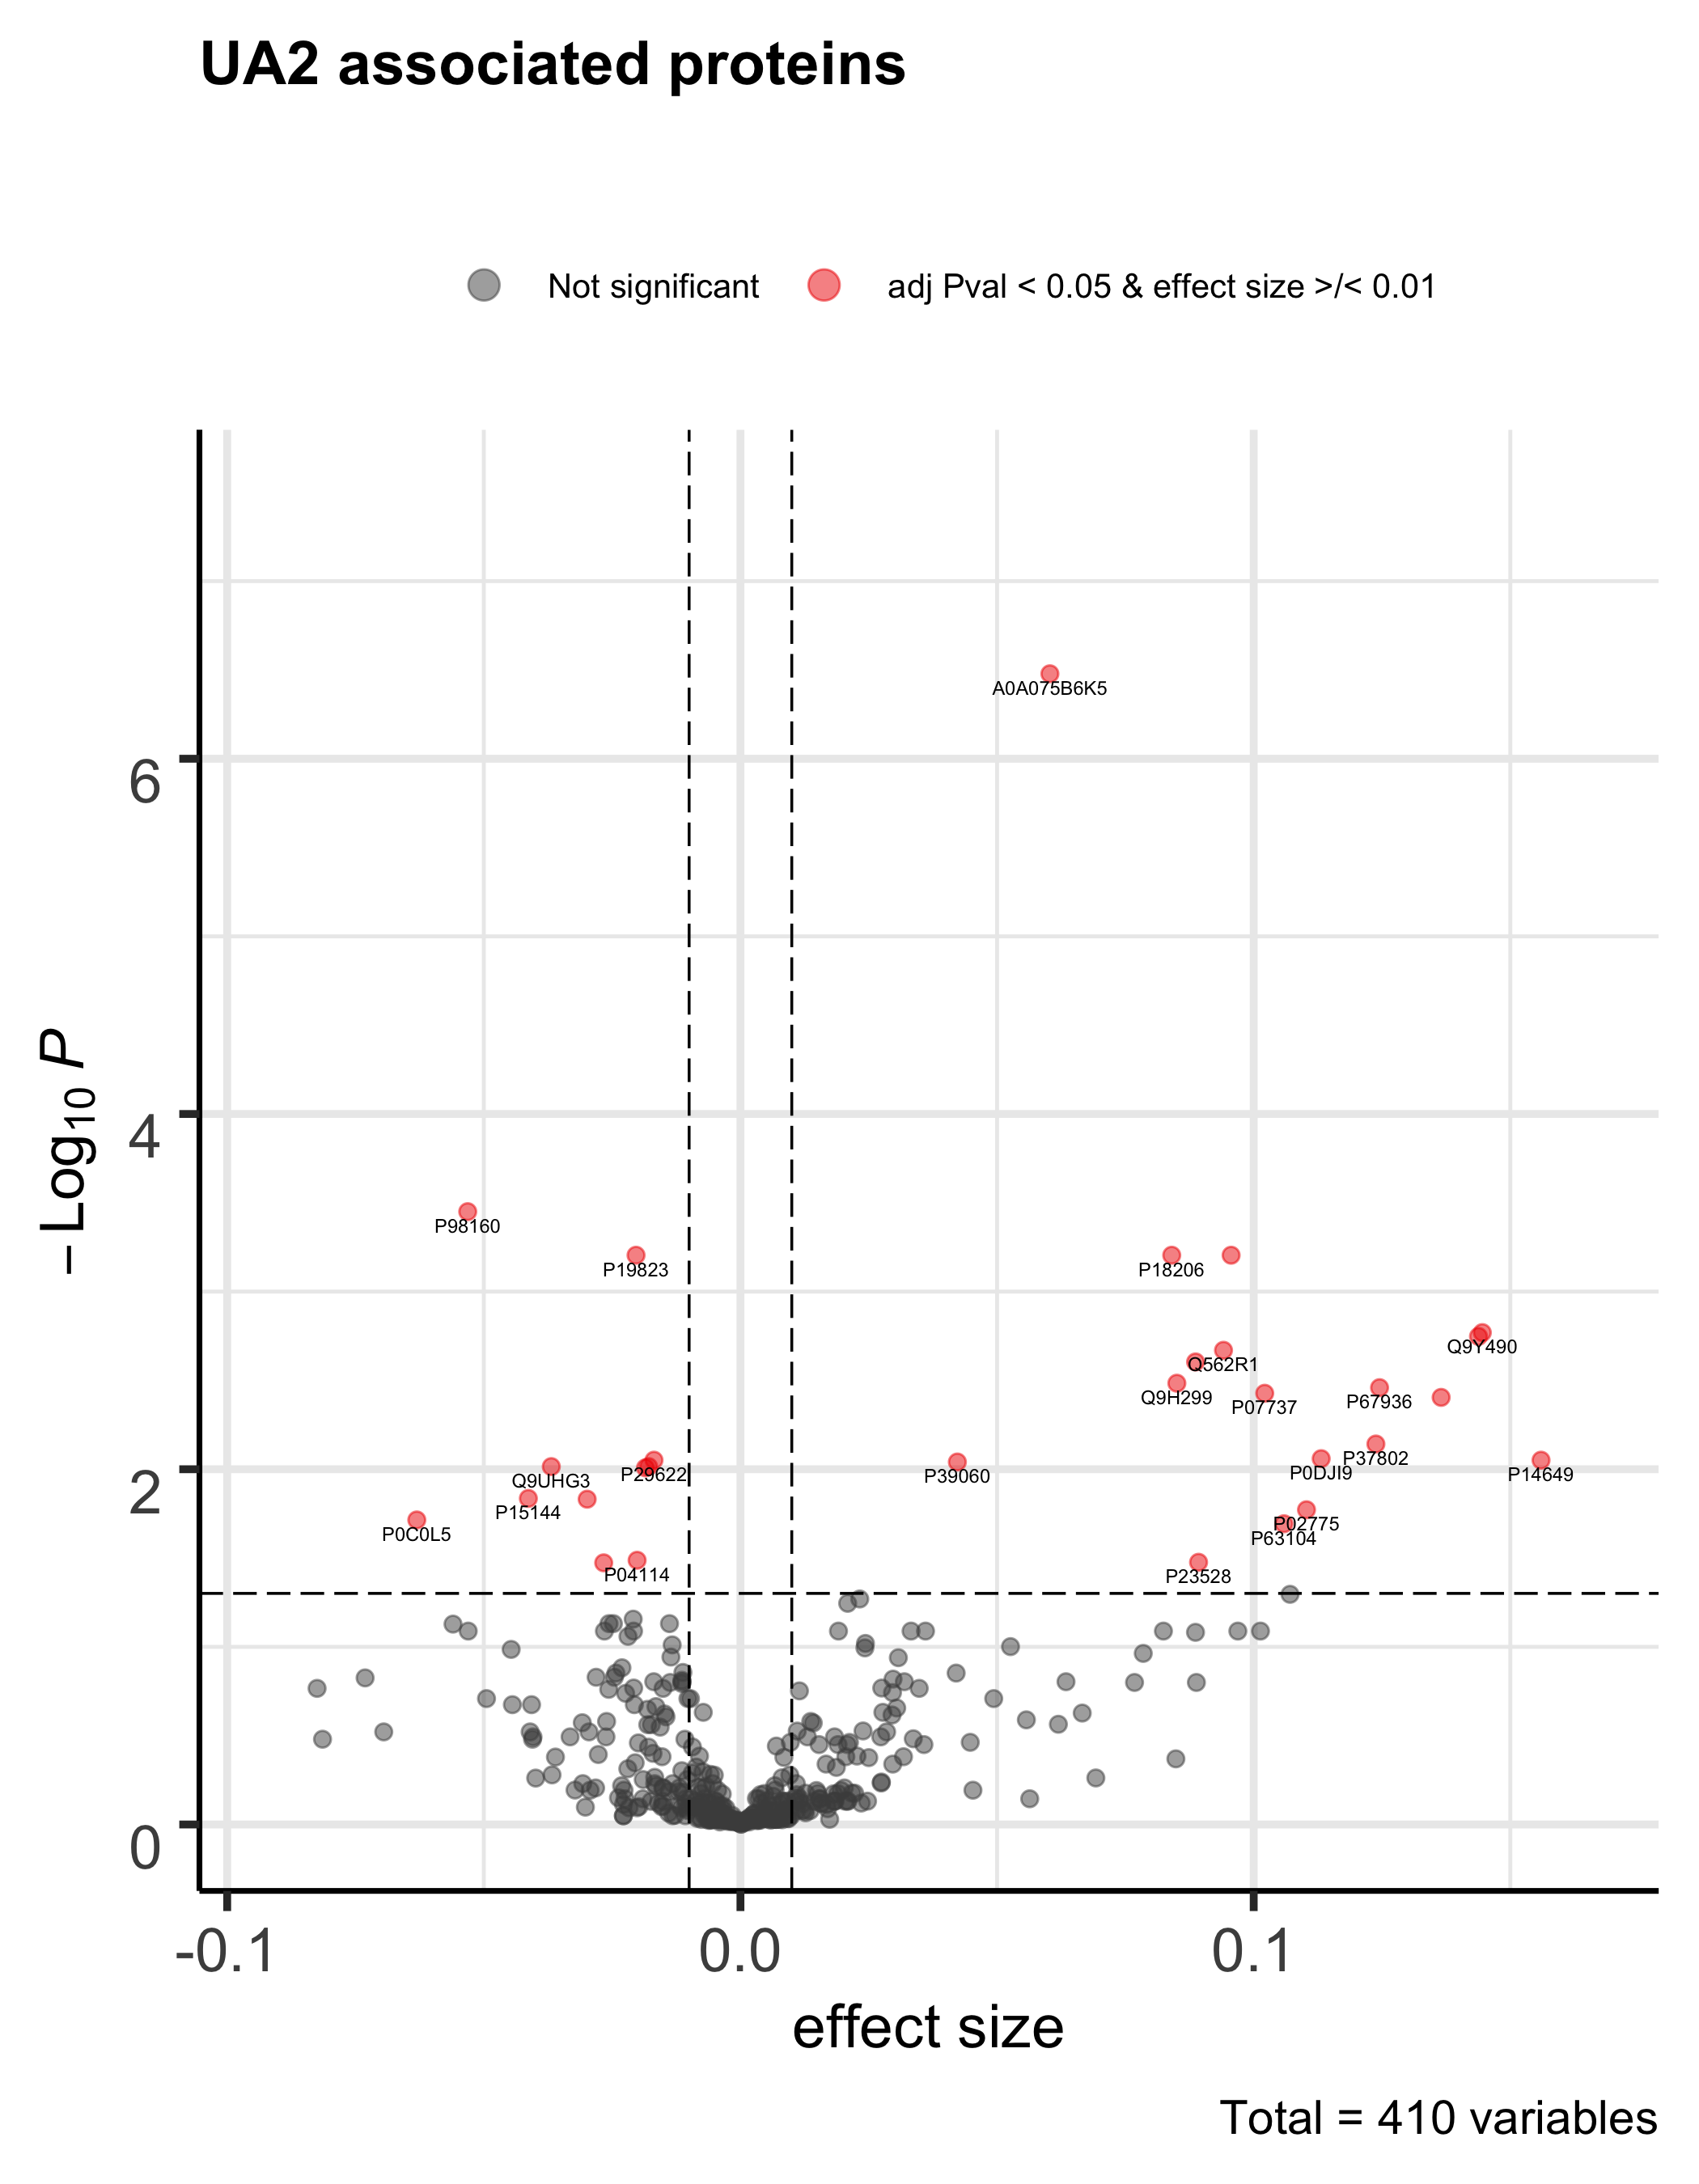 UA2 associated proteins
Not significant
adj Pval < 0.05 & effect size >/< 0.01
A0A075B6K5
6
−Log10 P
4
P98160
P19823
P18206
Q9Y490
Q562R1
Q9H299
P07737
P67936
P37802
P29622
Q9UHG3
P39060
P0DJI9
P14649
2
P15144
P02775
P0C0L5
P63104
P04114
P23528
0
-0.1
0.0
0.1
effect size
Total = 410 variables